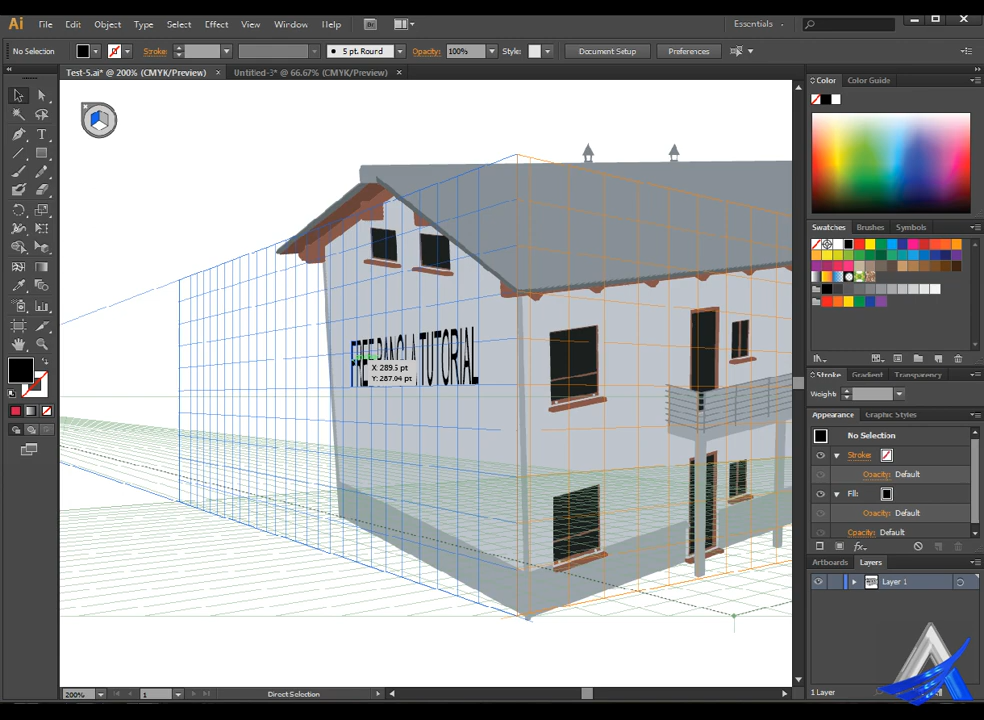 Ai File Edit Object Type Select Effect View Window Help Br Essentials
No Selection Stroke: 5 pt. Round Opacity: 100% Style: Document Setup Preferences
Test-5.ai* @ 200% (CMYK/Preview) × Untitled-3* @ 66.67% (CMYK/Preview) ×
Color Color Guide
Swatches Brushes Symbols
FREE BANGLA TUTORIAL
X: 289.5 pt
Y: 287.04 pt
Stroke Gradient Transparency
Weight:
Appearance Graphic Styles
No Selection
Stroke:
Opacity: Default
Fill:
Opacity: Default
Opacity: Default
fx
Artboards Layers
Layer 1
1 Layer
200% 1 Direct Selection